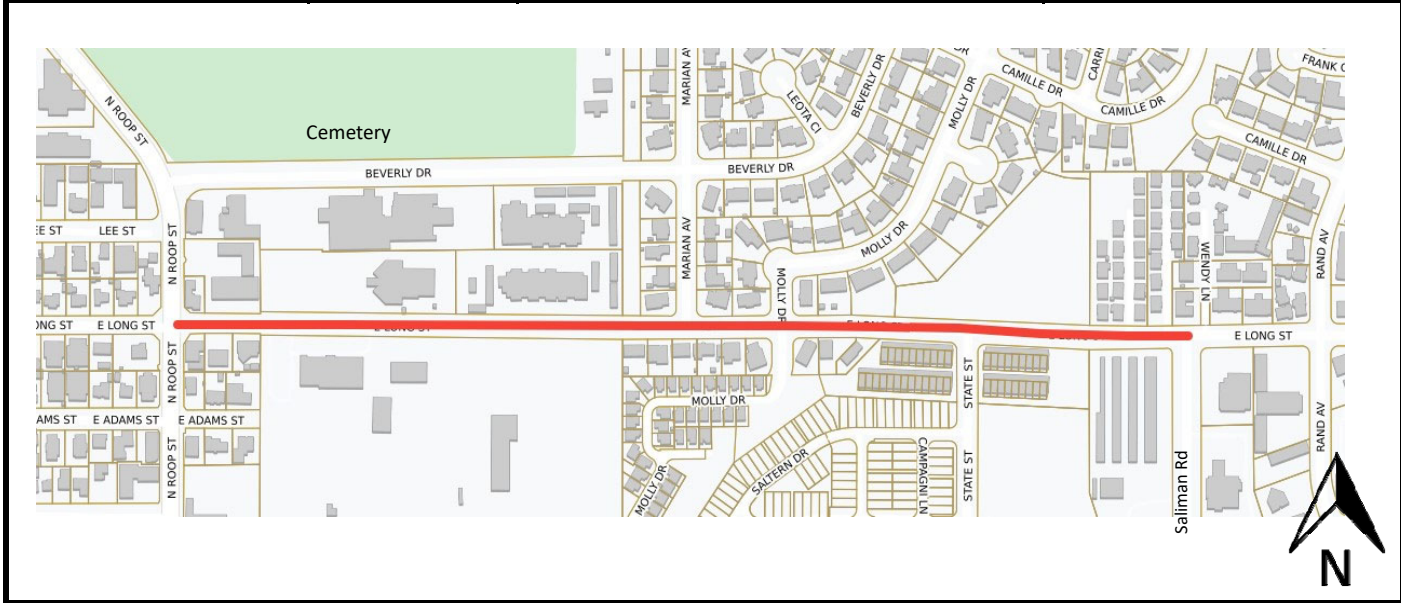 MARIAN AV
LEOTA CI
BEVERLY DR
MOLLY DR
CAMILLE DR
CARRI
CAMILLE DR
FRANK C
N ROOP ST
Cemetery
BEVERLY DR
BEVERLY DR
CAMILLE DR
EE ST
LEE ST
N ROOP ST
MARIAN AV
MOLLY DR
MOLLY DR
WENDY LN
RAND AV
ONG ST
E LONG ST
E LONG ST
E LONG ST
N ROOP ST
STATE ST
AMS ST
E ADAMS ST
E ADAMS ST
MOLLY DR
RAND AV
N ROOP ST
MOLLY DR
SALTERN DR
CAMPAGNI LN
STATE ST
Saliman Rd
N